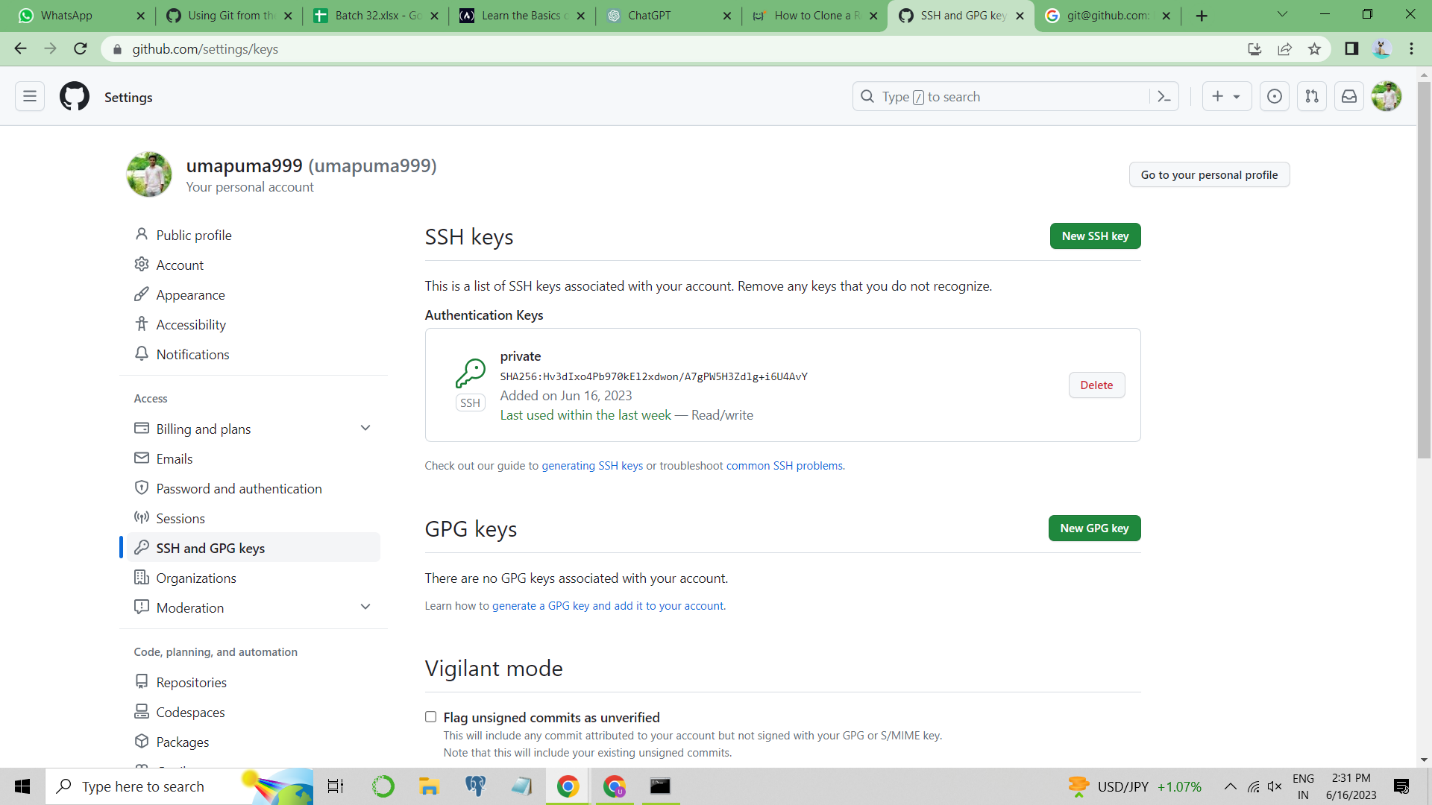 WhatsApp
Using Git from the
Batch 32.xlsx - Go
Learn the Basics o
ChatGPT
How to Clone a R
SSH and GPG key
git@github.com:
github.com/settings/keys
Settings
Type / to search
umapuma999 (umapuma999)
Your personal account
Go to your personal profile
Public profile
Account
Appearance
Accessibility
Notifications
Access
Billing and plans
Emails
Password and authentication
Sessions
SSH and GPG keys
Organizations
Moderation
Code, planning, and automation
Repositories
Codespaces
Packages
SSH keys
New SSH key
This is a list of SSH keys associated with your account. Remove any keys that you do not recognize.
Authentication Keys
private
SHA256:Hv3dIxo4Pb970kEl2xdwon/A7gPW5H3Zdlg+i6U4AvY
Added on Jun 16, 2023
Last used within the last week — Read/write
SSH
Delete
Check out our guide to generating SSH keys or troubleshoot common SSH problems.
GPG keys
New GPG key
There are no GPG keys associated with your account.
Learn how to generate a GPG key and add it to your account.
Vigilant mode
Flag unsigned commits as unverified
This will include any commit attributed to your account but not signed with your GPG or S/MIME key.
Note that this will include your existing unsigned commits.
Type here to search
USD/JPY +1.07%
ENG
IN
2:31 PM
6/16/2023